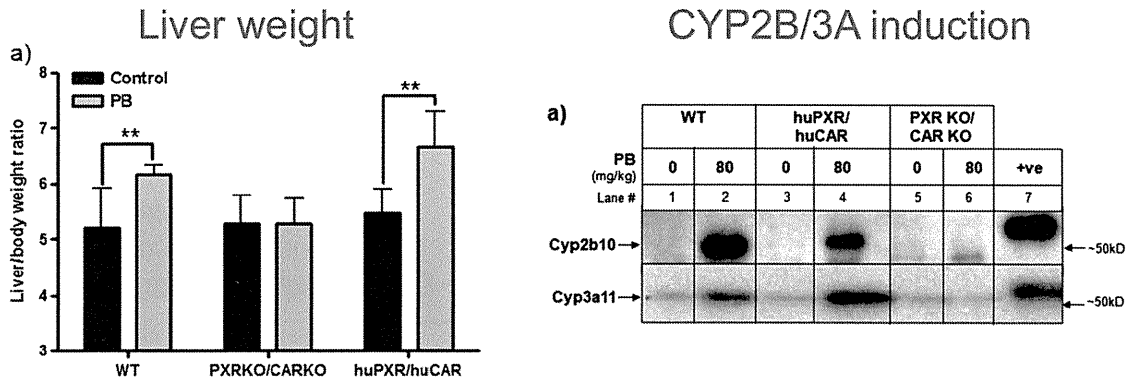 Liver weight
CYP2B/3A induction
a)
Control
PB
**
**
8
7
6
5
4
3
Liver/body weight ratio
WT
PXRKO/CARKO
huPXR/huCAR
a)
WT
huPXR/
huCAR
PXR KO/
CAR KO
PB
(mg/kg)
0
80
0
80
0
80
+ve
Lane #
1
2
3
4
5
6
7
Cyp2b10
~50kD
Cyp3a11
~50kD